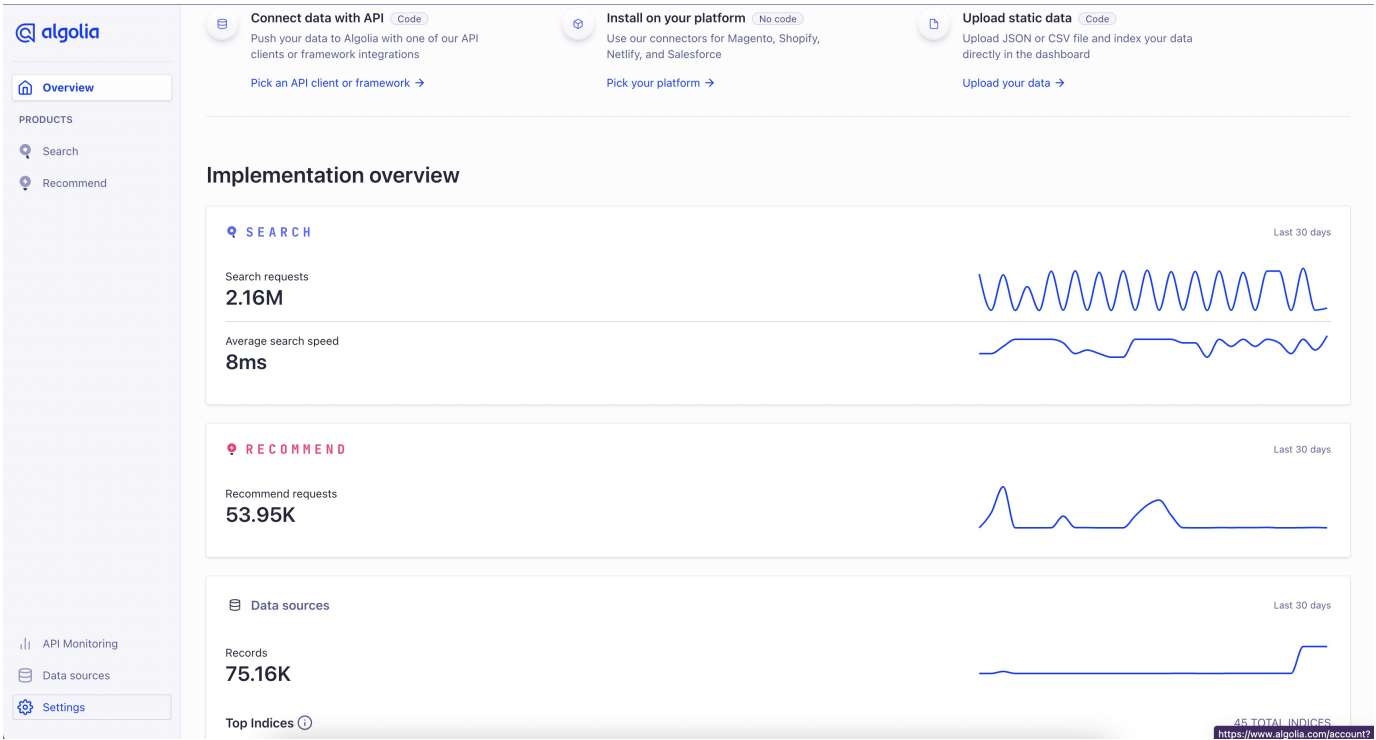 algolia
Overview
PRODUCTS
Search
Recommend
API Monitoring
Data sources
Settings
Connect data with API Code
Push your data to Algolia with one of our API
clients or framework integrations
Pick an API client or framework →
Install on your platform No code
Use our connectors for Magento, Shopify,
Netlify, and Salesforce
Pick your platform →
Upload static data Code
Upload JSON or CSV file and index your data
directly in the dashboard
Upload your data →
Implementation overview
SEARCH
Last 30 days
Search requests
2.16M
Average search speed
8ms
RECOMMEND
Last 30 days
Recommend requests
53.95K
Data sources
Last 30 days
Records
75.16K
Top Indices
45 TOTAL INDICES
https://www.algolia.com/account?